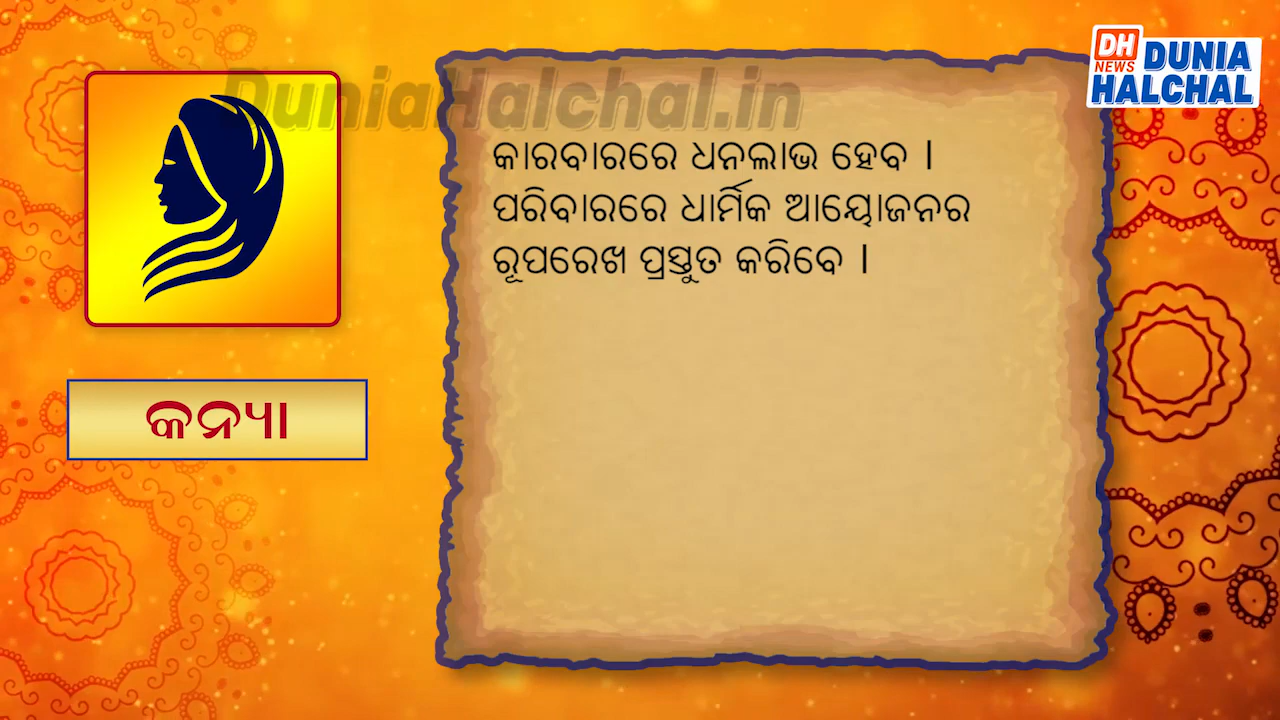 DH
NEWS
DUNIA
HALCHAL
DuniaHalchal.in
କାରବାରରେ ଧନଲାଭ ହେବ ।
ପରିବାରରେ ଧାର୍ମିକ ଆୟୋଜନର
ରୂପରେଖ ପ୍ରସ୍ତୁତ କରିବେ ।
କନ୍ୟା